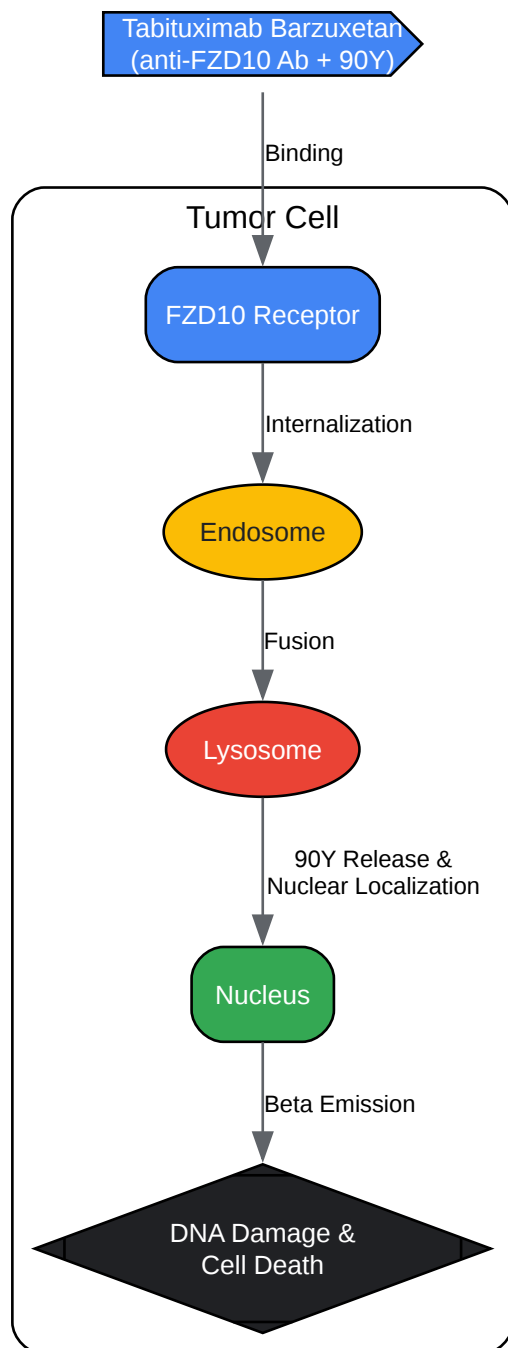 Tabituximab Barzuxetan
(anti-FZD10 Ab + 90Y)
Binding
Tumor Cell
FZD10 Receptor
Internalization
Endosome
Fusion
Lysosome
90Y Release &
Nuclear Localization
Nucleus
Beta Emission
DNA Damage &
Cell Death